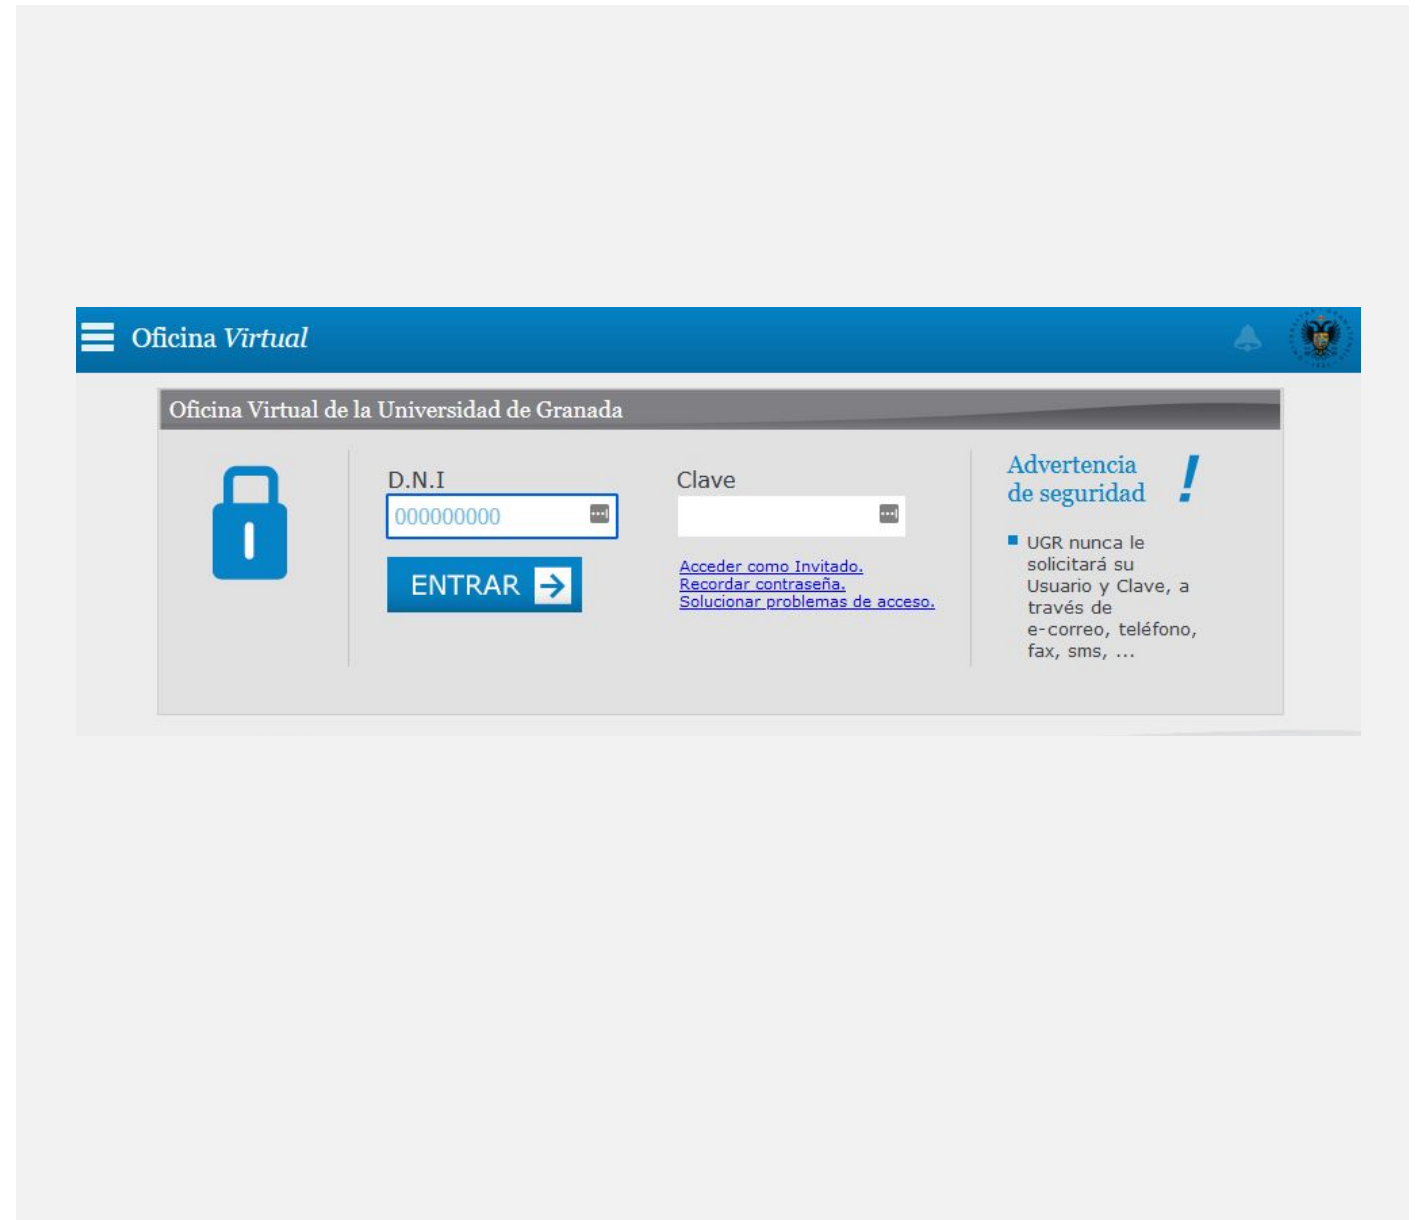 Oficina Virtual
Oficina Virtual de la Universidad de Granada
D.N.I
000000000
ENTRAR
Clave
Acceder como Invitado.
Recordar contraseña.
Solucionar problemas de acceso.
Advertencia
de seguridad !
UGR nunca le
solicitará su
Usuario y Clave, a
través de
e-correo, teléfono,
fax, sms, ...